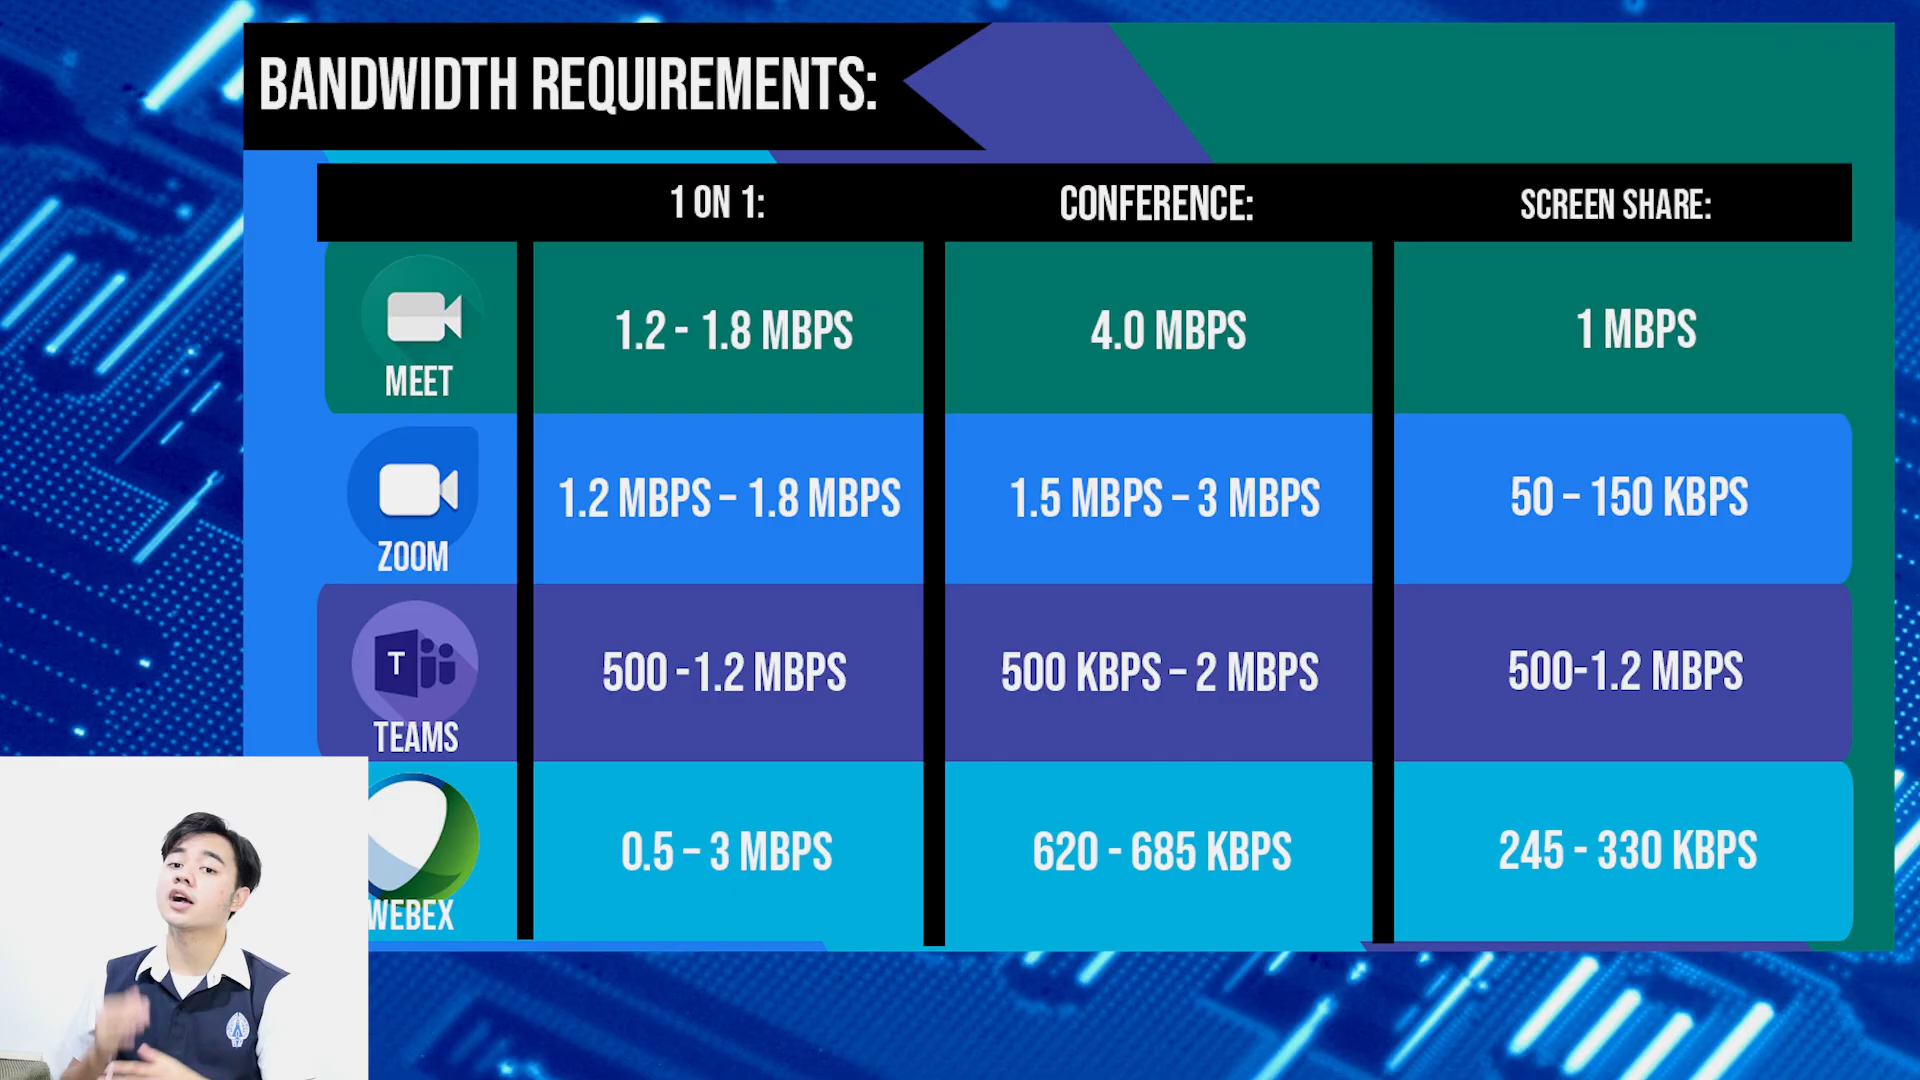 BANDWIDTH REQUIREMENTS:
1 ON 1: CONFERENCE: SCREEN SHARE:
MEET 1.2 - 1.8 MBPS 4.0 MBPS 1 MBPS
ZOOM 1.2 MBPS – 1.8 MBPS 1.5 MBPS – 3 MBPS 50 – 150 KBPS
T
TEAMS 500 -1.2 MBPS 500 KBPS – 2 MBPS 500-1.2 MBPS
WEBEX 0.5 – 3 MBPS 620 - 685 KBPS 245 - 330 KBPS